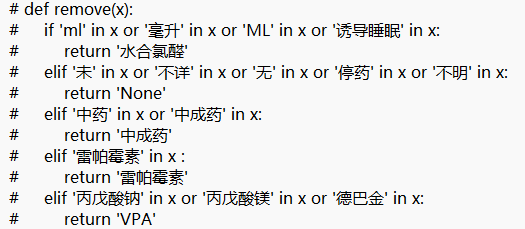 # def remove(x):
#     if 'ml' in x or '毫升' in x or 'ML' in x or '诱导睡眠' in x:
#         return '水合氯醛'
#     elif '未' in x or '不详' in x or '无' in x or '停药' in x or '不明' in x:
#         return 'None'
#     elif '中药' in x or '中成药' in x:
#         return '中成药'
#     elif '雷帕霉素' in x :
#         return '雷帕霉素'
#     elif '丙戊酸钠' in x or '丙戊酸镁' in x or '德巴金' in x:
#         return 'VPA'